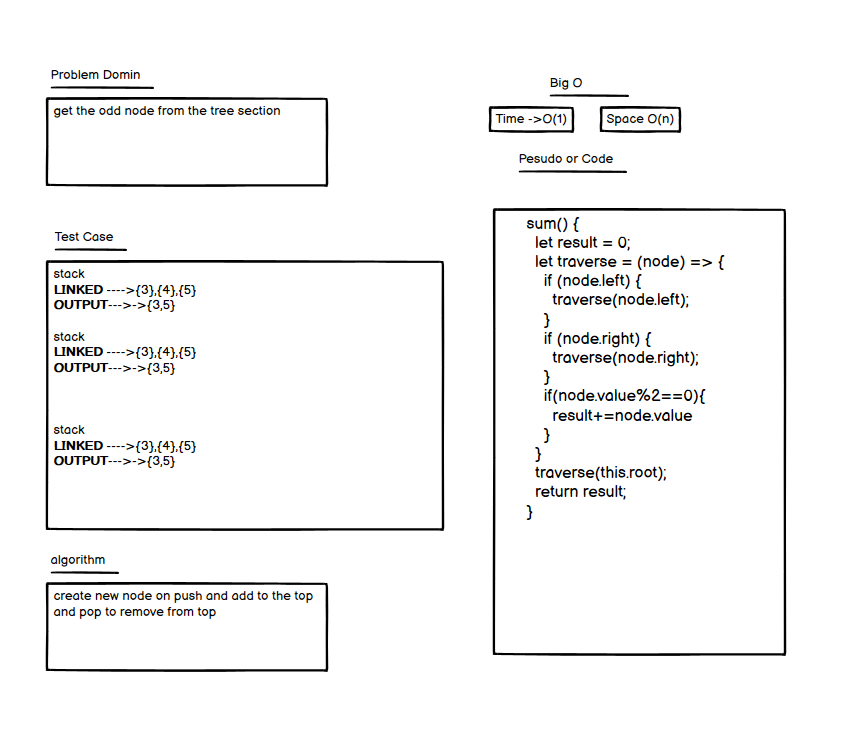 Problem Domin
get the odd node from the tree section
Test Case
stack
LINKED ---->{3},{4},{5}
OUTPUT--->->{3,5}
stack
LINKED ---->{3},{4},{5}
OUTPUT--->->{3,5}
stack
LINKED ---->{3},{4},{5}
OUTPUT--->->{3,5}
algorithm
create new node on push and add to the top
and pop to remove from top
Big O
Time ->O(1)
Space O(n)
Pesudo or Code
sum() {
let result = 0;
let traverse = (node) => {
if (node.left) {
traverse(node.left);
}
if (node.right) {
traverse(node.right);
}
if(node.value%2==0){
result+=node.value
}
}
traverse(this.root);
return result;
}